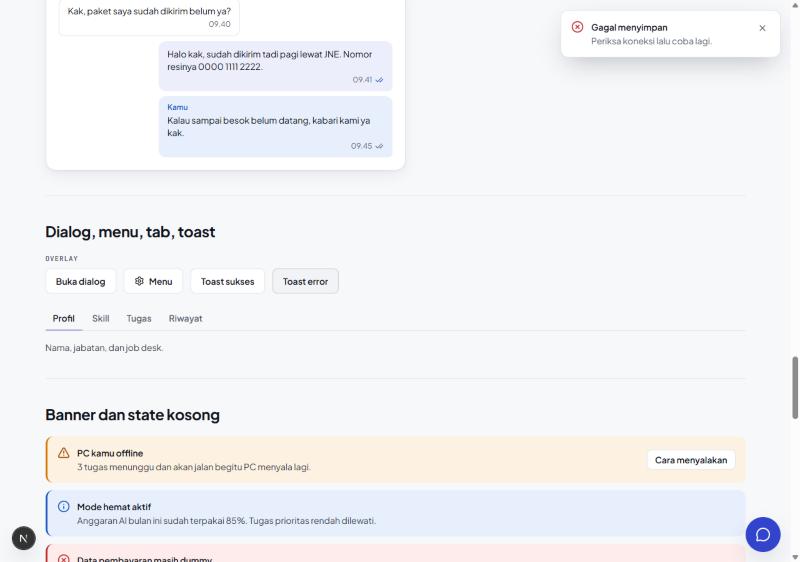 Kak, paket saya sudah dikirim belum ya?
09.40
Halo kak, sudah dikirim tadi pagi lewat JNE. Nomor
resinya 0000 1111 2222.
09.41
Kamu
Kalau sampai besok belum datang, kabari kami ya
kak.
09.45
Gagal menyimpan
Periksa koneksi lalu coba lagi.
Dialog, menu, tab, toast
OVERLAY
Buka dialog
Menu
Toast sukses
Toast error
Profil
Skill
Tugas
Riwayat
Nama, jabatan, dan job desk.
Banner dan state kosong
PC kamu offline
3 tugas menunggu dan akan jalan begitu PC menyala lagi.
Cara menyalakan
Mode hemat aktif
Anggaran AI bulan ini sudah terpakai 85%. Tugas prioritas rendah dilewati.
N
Data pembayaran masih dummy